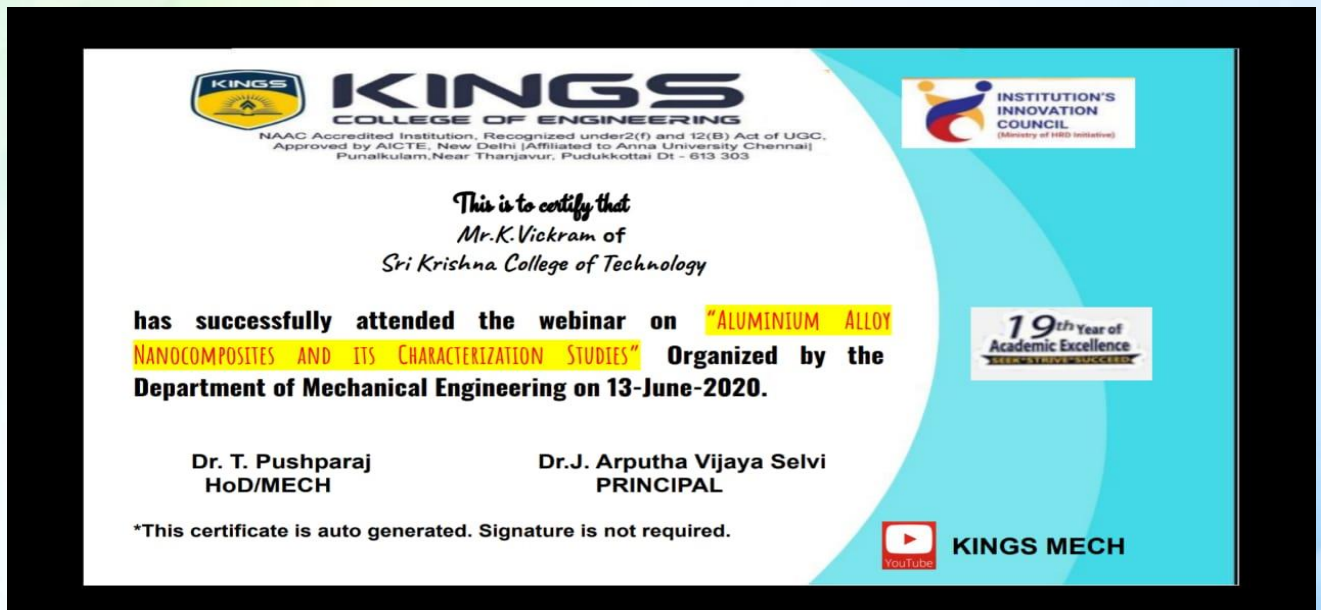 KINGS
KINGS
COLLEGE OF ENGINEERING
NAAC Accredited Institution, Recognized under2(f) and 12(B) Act of UGC,
Approved by AICTE, New Delhi |Affiliated to Anna University Chennai|
Punalkulam,Near Thanjavur, Pudukkottai Dt - 613 303
INSTITUTION'S
INNOVATION
COUNCIL
(Ministry of HRD Initiative)
This is to certify that
Mr.K.Vickram of
Sri Krishna College of Technology
has successfully attended the webinar on "ALUMINIUM ALLOY
NANOCOMPOSITES AND ITS CHARACTERIZATION STUDIES" Organized by the
Department of Mechanical Engineering on 13-June-2020.
19th Year of
Academic Excellence
SEEK-STRIVE-SUCCEED
Dr. T. Pushparaj Dr.J. Arputha Vijaya Selvi
HoD/MECH PRINCIPAL
*This certificate is auto generated. Signature is not required.
YouTube
KINGS MECH